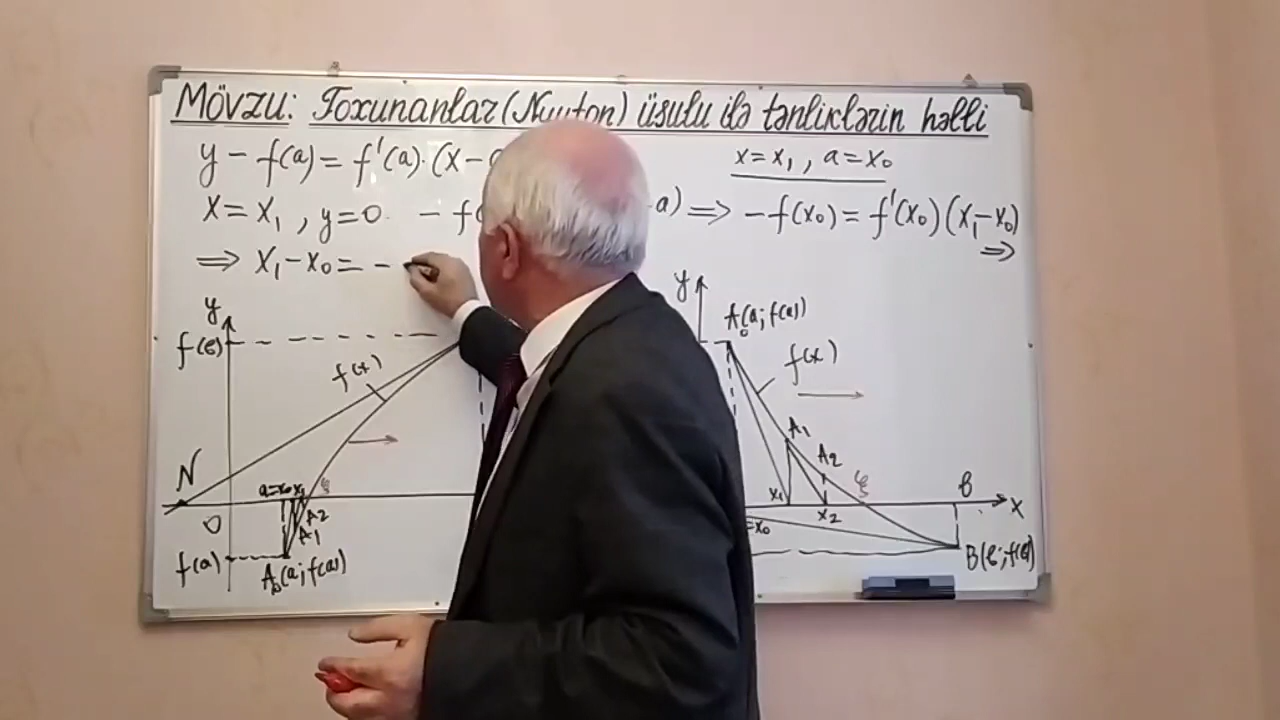 Mövzu: Toxunanlar (Nyuton) üsulu ilə tənliklərin həlli
y − f(a) = f'(a)·(x −
x = x₁ , a = x₀
x = x₁ , y = 0 − f( a) ⇒ −f(x₀) = f'(x₀)(x₁−x₀)
⇒
⇒ x₁ − x₀ = −
y
f(в)
f(x)
N
a=x₀ x₁ ξ
O
A₂
A₁
f(a)
A₀(a; f(a))
y
A₀(a; f(a))
f(x)
A₁
A₂
ξ
в
x₁
x₂
x
=x₀
B(в; f(в))